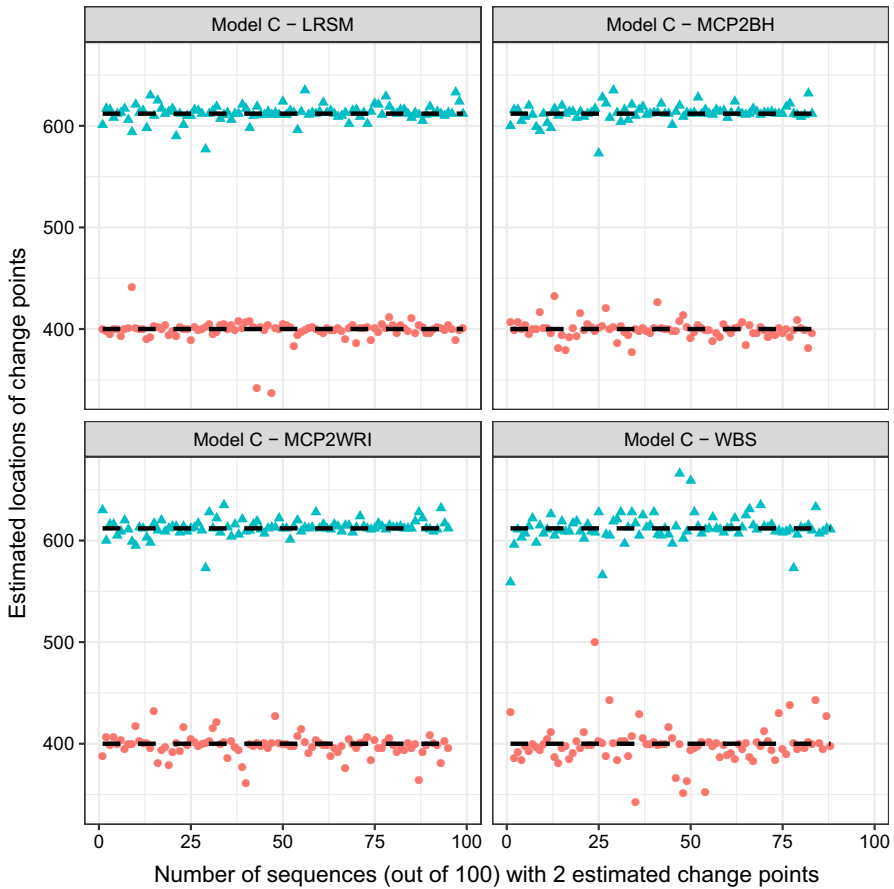 Model C − LRSM
Model C − MCP2BH
600
500
400
Model C − MCP2WRI
Model C − WBS
600
500
400
0 25 50 75 100
0 25 50 75 100
Estimated locations of change points
Number of sequences (out of 100) with 2 estimated change points